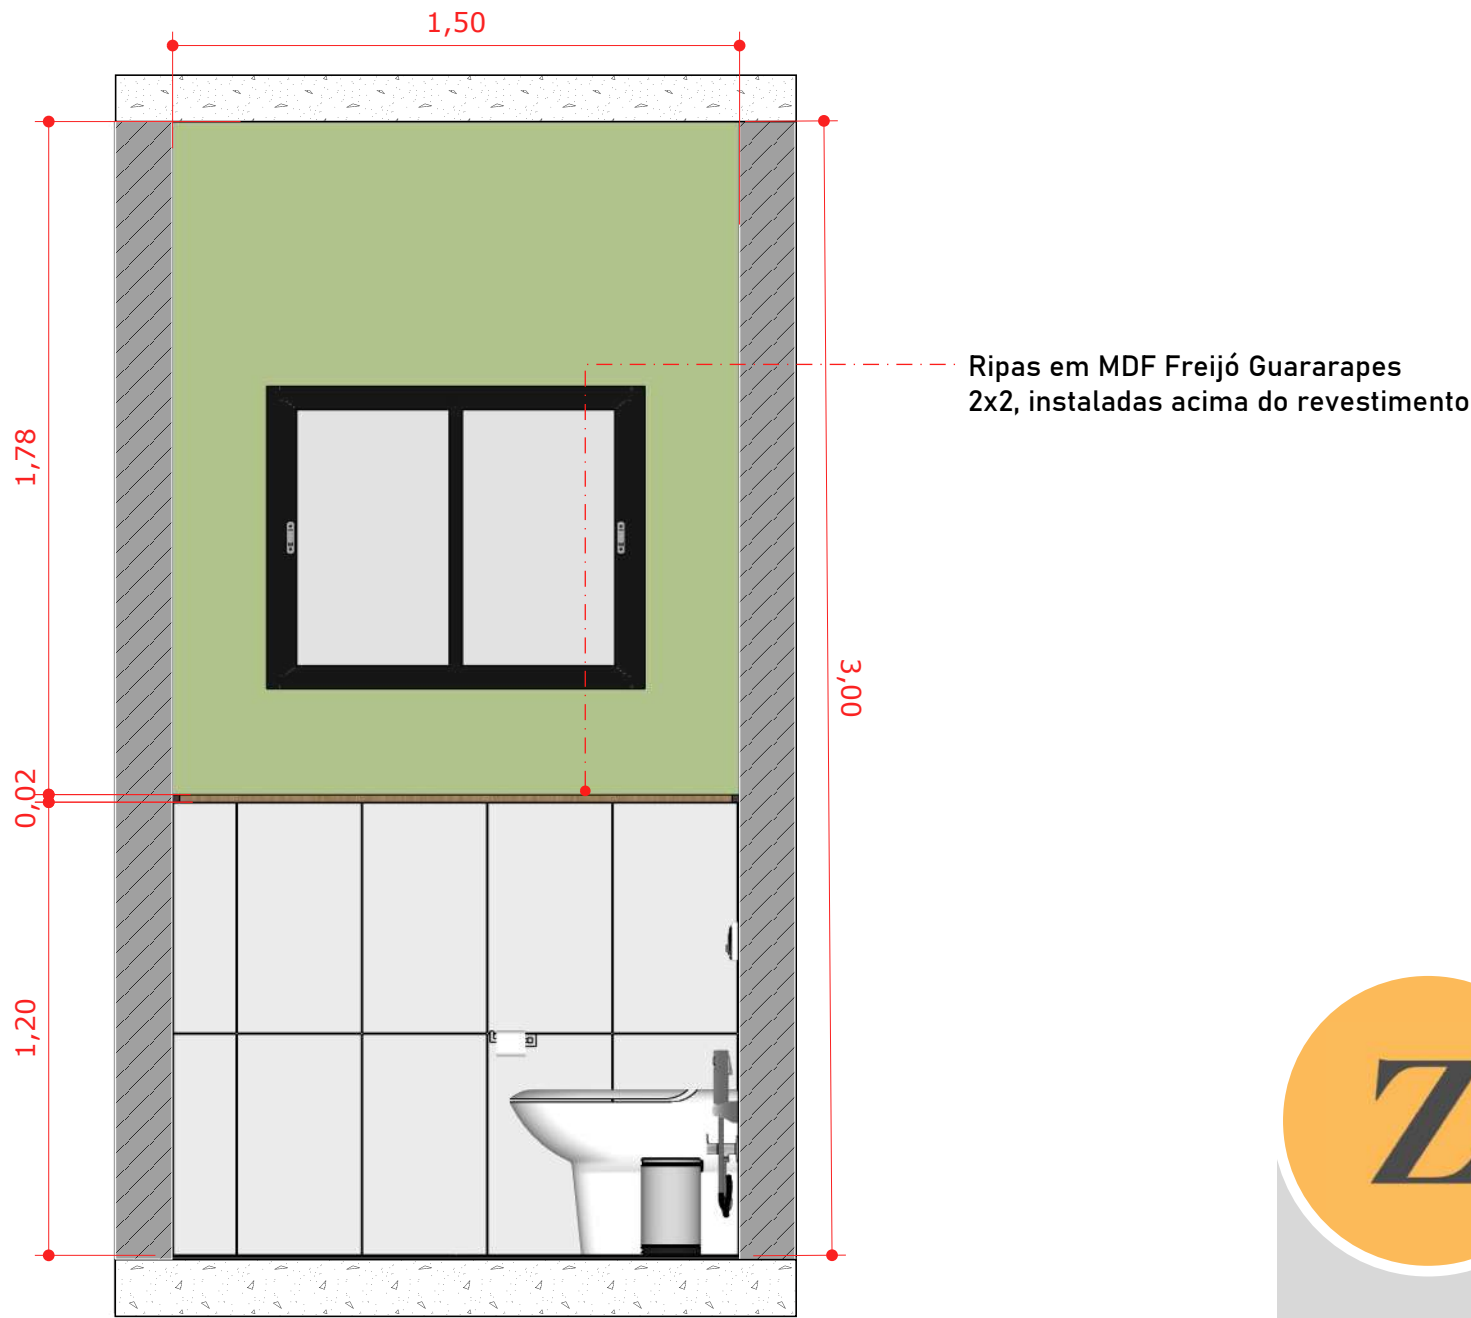 1,50
Ripas em MDF Freijó Guararapes
2x2, instaladas acima do revestimento
1,78
3,00
0,02
1,20
Z